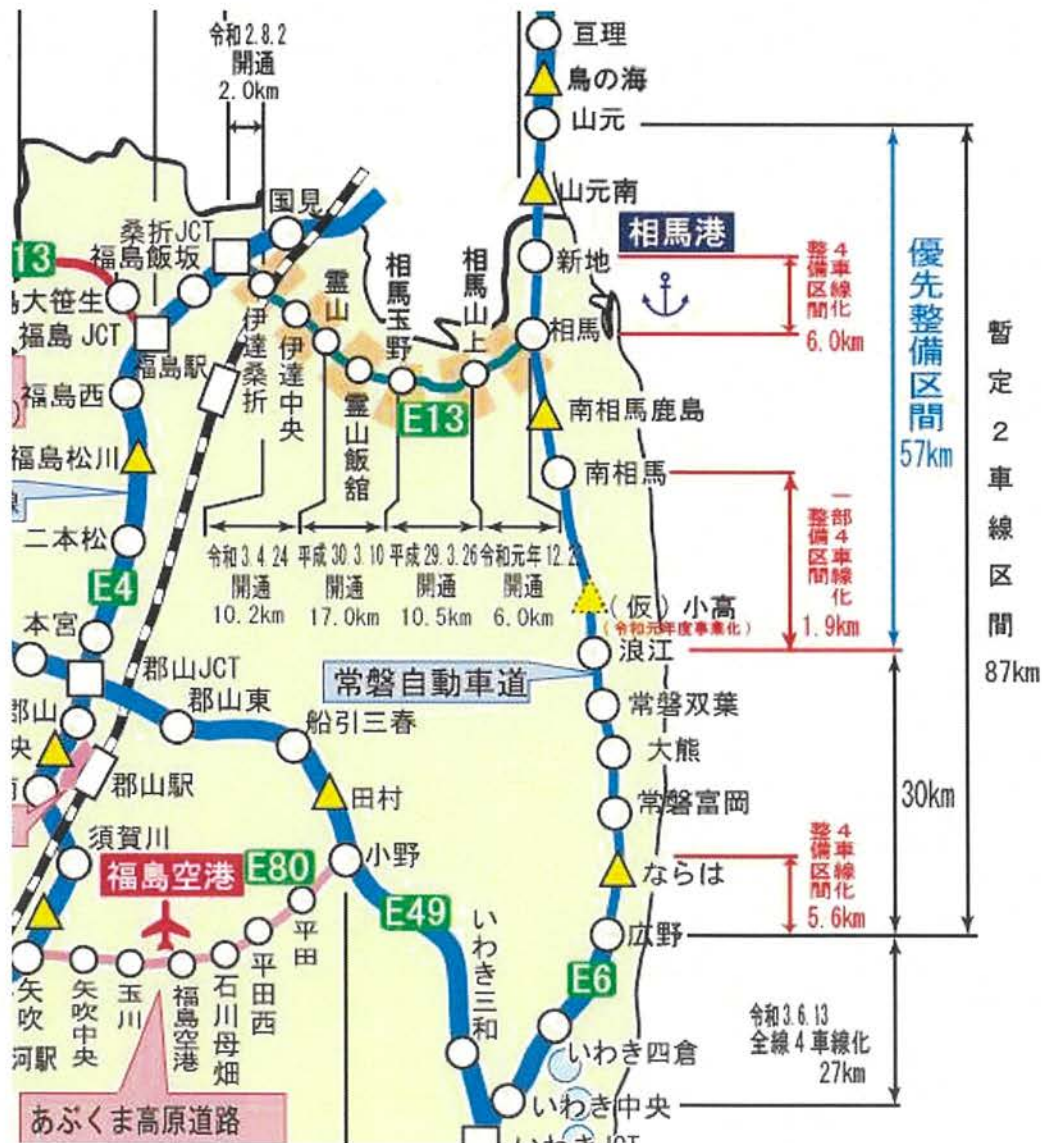 令和2.8.2
開通
2.0km
亘理
鳥の海
山元
山元南
国見
桑折JCT
福島飯坂
13
島大笹生
福島JCT
福島駅
福島西
福島松川
二本松
E4
本宮
伊達桑折
伊達中央
霊山
霊山飯舘
相馬玉野
相馬山上
E13
相馬港
新地
相馬
南相馬鹿島
南相馬
(仮)小高
(令和元年度事業化)
浪江
常磐自動車道
常磐双葉
大熊
常磐富岡
ならは
広野
E6
いわき四倉
いわき中央
いわきJCT
令和3.4.24
開通
10.2km
平成30.3.10
開通
17.0km
平成29.3.26
開通
10.5km
令和元年12.2
開通
6.0km
4車線化
整備区間
6.0km
優先整備区間
57km
一部4車線化
整備区間
1.9km
暫定2車線区間
87km
30km
4車線化
整備区間
5.6km
令和3.6.13
全線4車線化
27km
郡山JCT
郡山東
船引三春
郡山
央
郡山駅
田村
須賀川
福島空港
E80
小野
E49
いわき三和
平田
平田西
石川母畑
福島空港
玉川
矢吹中央
矢吹
河駅
あぶくま高原道路